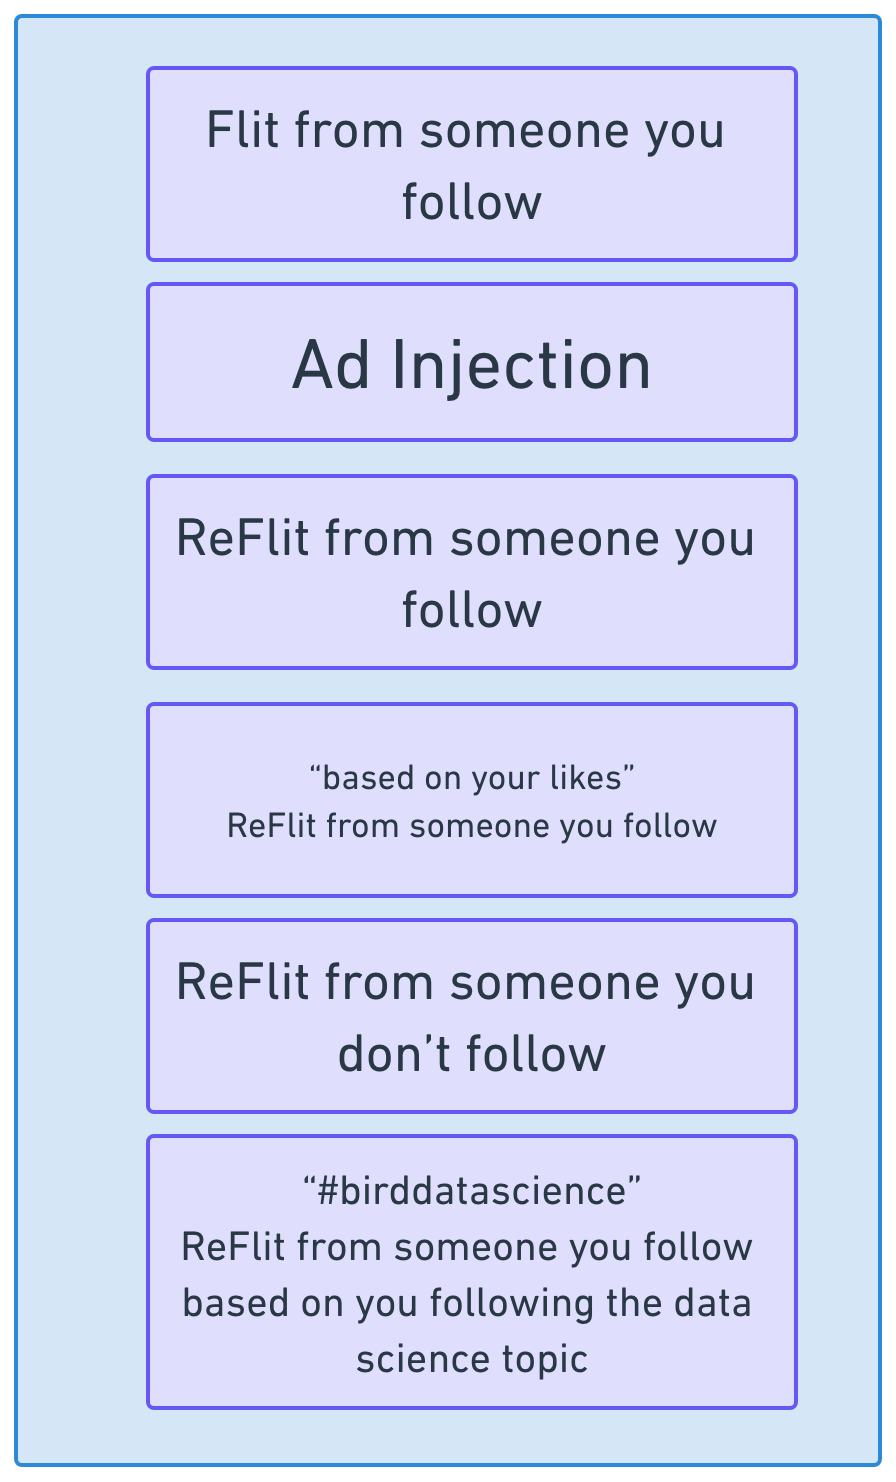 Flit from someone you
follow
Ad Injection
ReFlit from someone you
follow
“based on your likes”
ReFlit from someone you follow
ReFlit from someone you
don’t follow
“#birddatascience”
ReFlit from someone you follow
based on you following the data
science topic